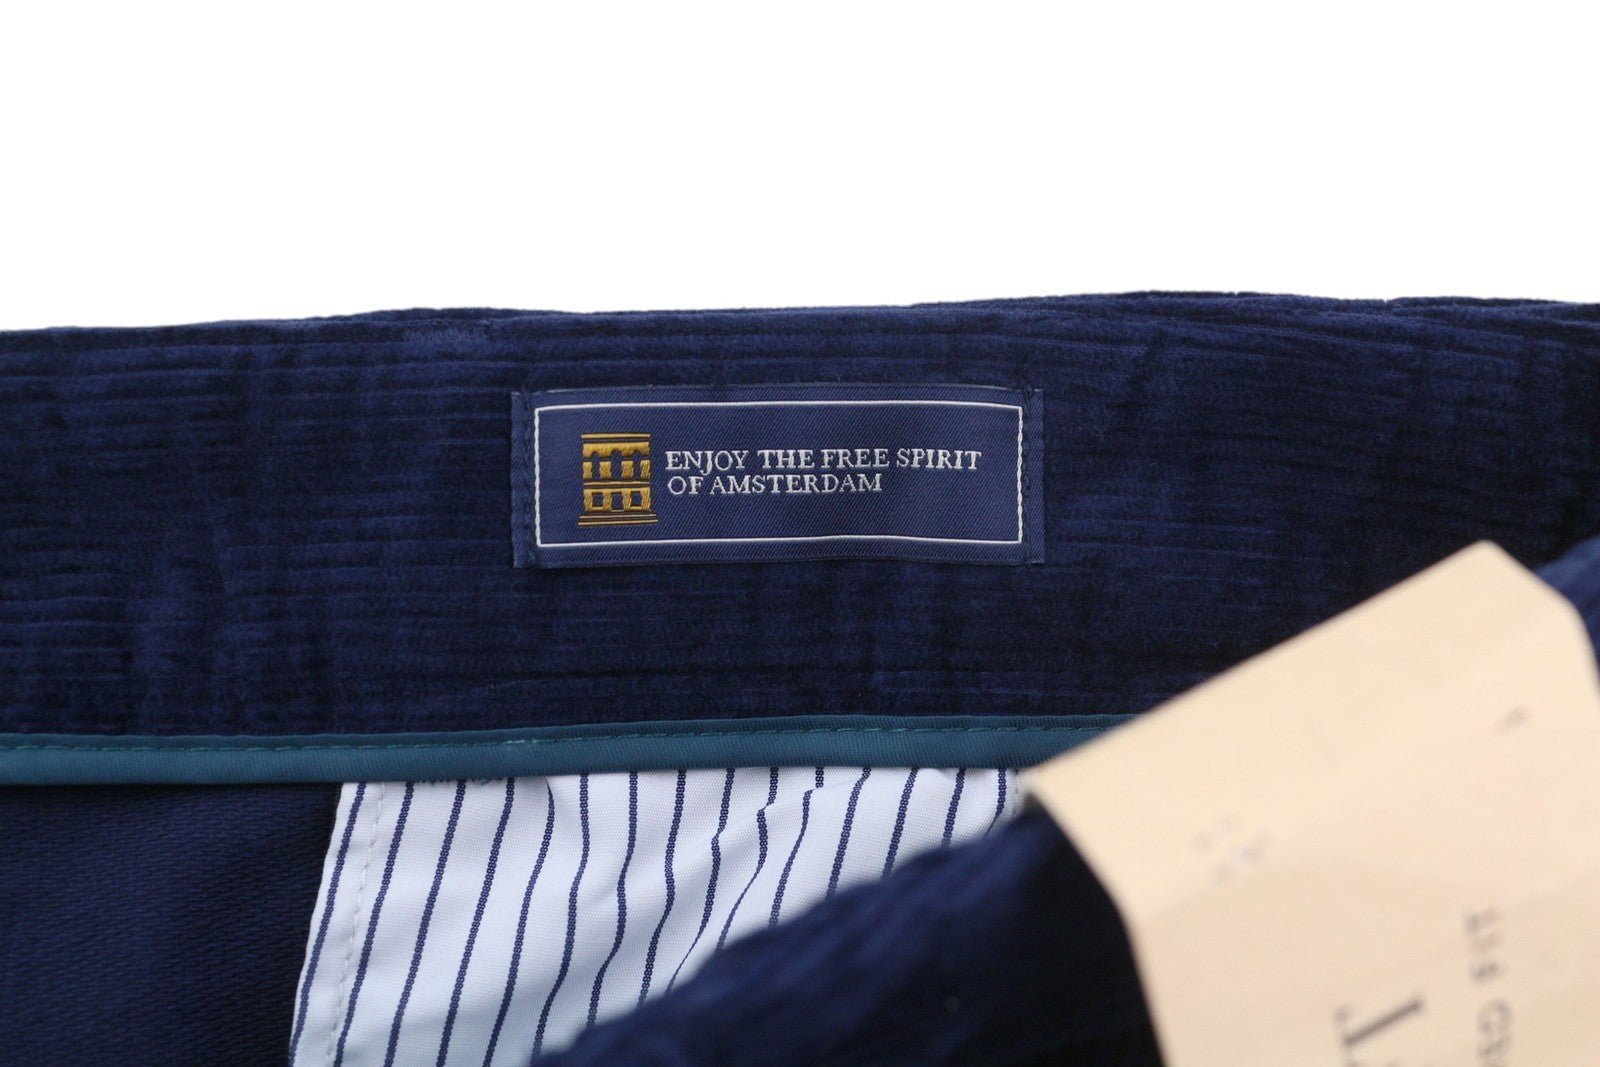 ENJOY THE FREE SPIRIT
OF AMSTERDAM